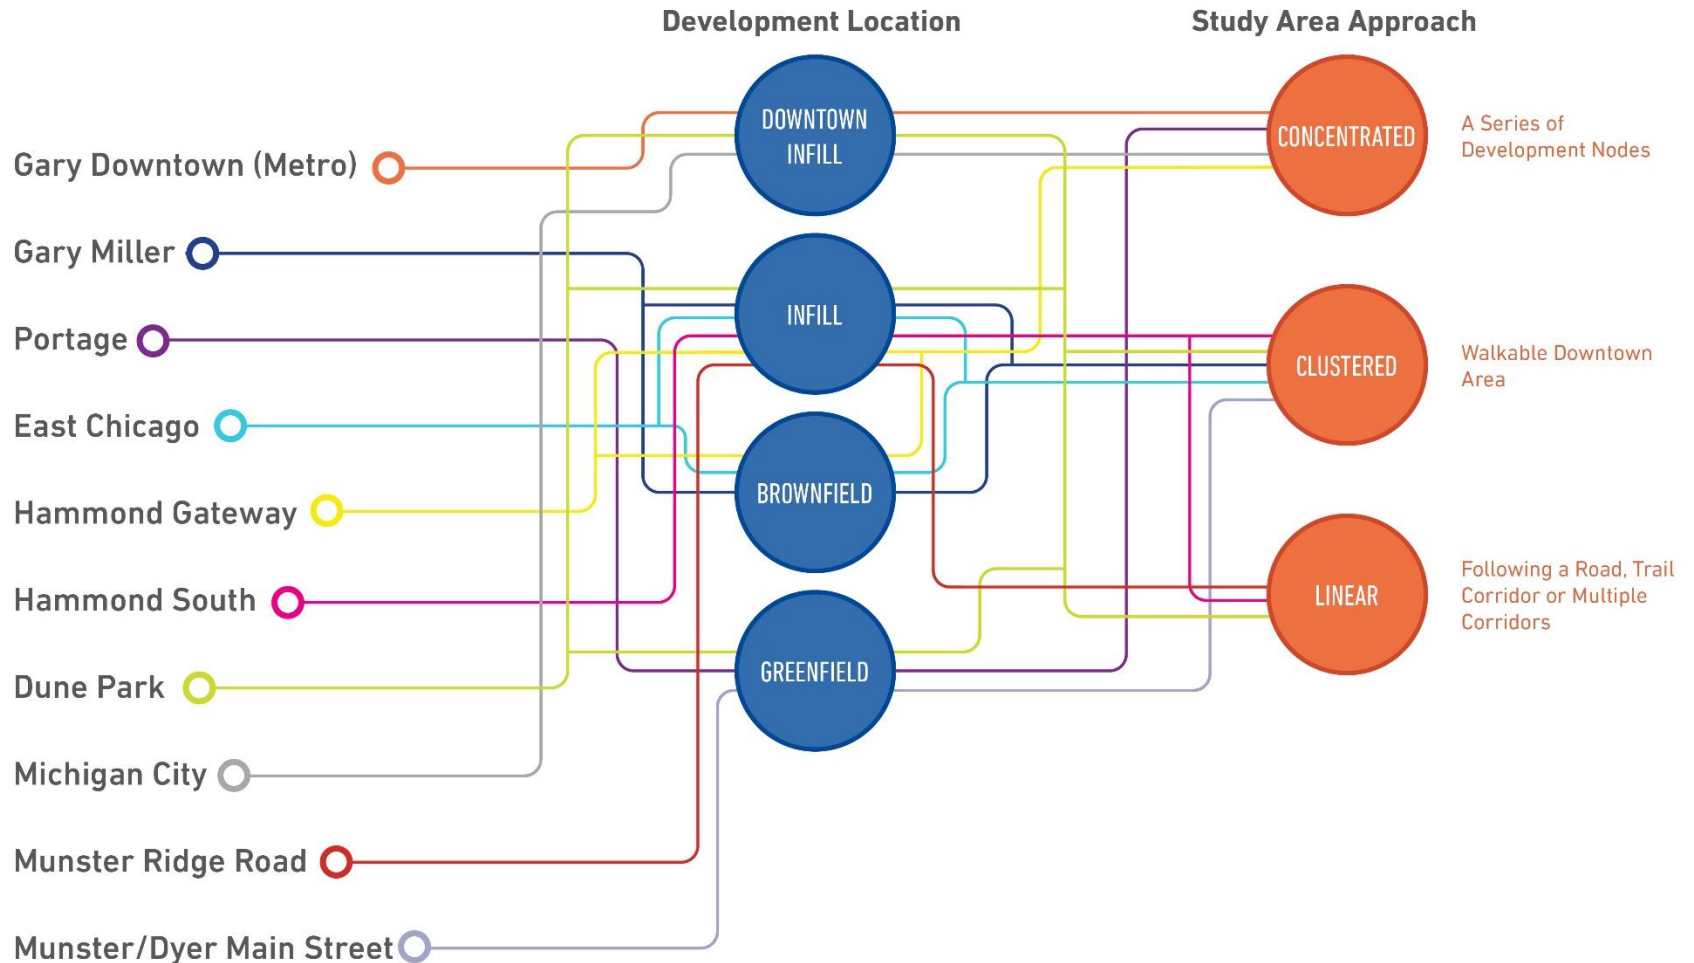 Development Location
Study Area Approach
Gary Downtown (Metro)
Gary Miller
Portage
East Chicago
Hammond Gateway
Hammond South
Dune Park
Michigan City
Munster Ridge Road
Munster/Dyer Main Street
DOWNTOWN
INFILL
INFILL
BROWNFIELD
GREENFIELD
CONCENTRATED
A Series of
Development Nodes
CLUSTERED
Walkable Downtown
Area
LINEAR
Following a Road, Trail
Corridor or Multiple
Corridors